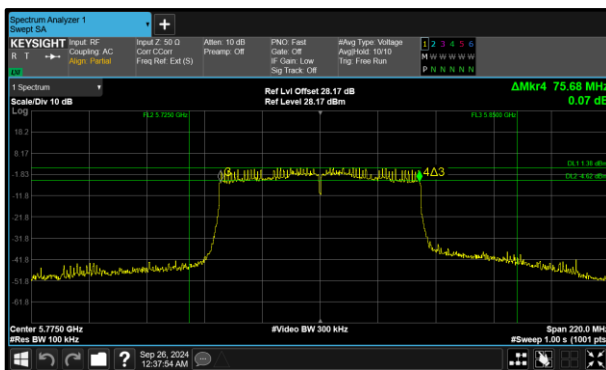 Spectrum Analyzer 1
Swept SA
KEYSIGHT
R T
Input: RF
Coupling: AC
Align: Partial
Input Z: 50 Ω
Corr CCorr
Freq Ref: Ext (S)
Atten: 10 dB
Preamp: Off
PNO: Fast
Gate: Off
IF Gain: Low
Sig Track: Off
#Avg Type: Voltage
Avg|Hold: 10/10
Trig: Free Run
1 2 3 4 5 6
M W W W W W
P N N N N N
1 Spectrum
Scale/Div 10 dB
Log
Ref Lvl Offset 28.17 dB
Ref Level 28.17 dBm
ΔMkr4 75.68 MHz
0.07 dB
FL2 5.7250 GHz
FL3 5.8500 GHz
18.2
8.17
-1.83
-11.8
-21.8
-31.8
-41.8
-51.8
-61.8
3
4Δ3
DL1 1.38 dBm
DL2 -4.62 dBm
Center 5.7750 GHz
#Res BW 100 kHz
#Video BW 300 kHz
Span 220.0 MHz
#Sweep 1.00 s (1001 pts)
?
Sep 26, 2024
12:37:54 AM